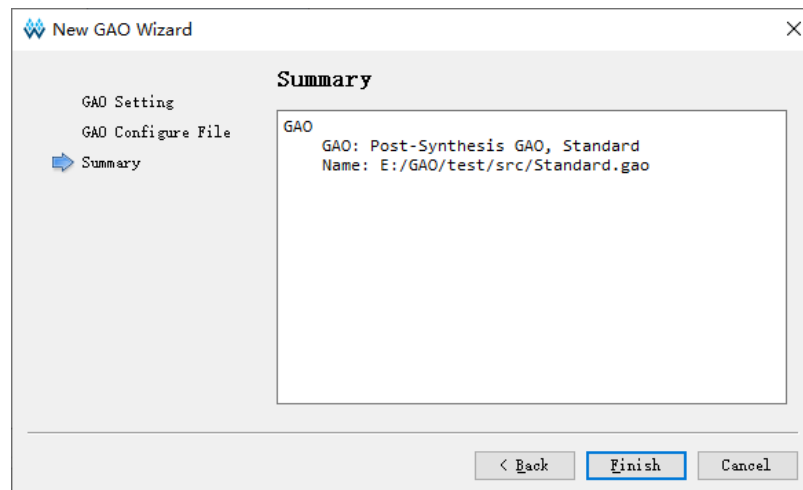 New GAO Wizard
GAO Setting
GAO Configure File
Summary
Summary
GAO
GAO: Post-Synthesis GAO, Standard
Name: E:/GAO/test/src/Standard.gao
< Back
Finish
Cancel